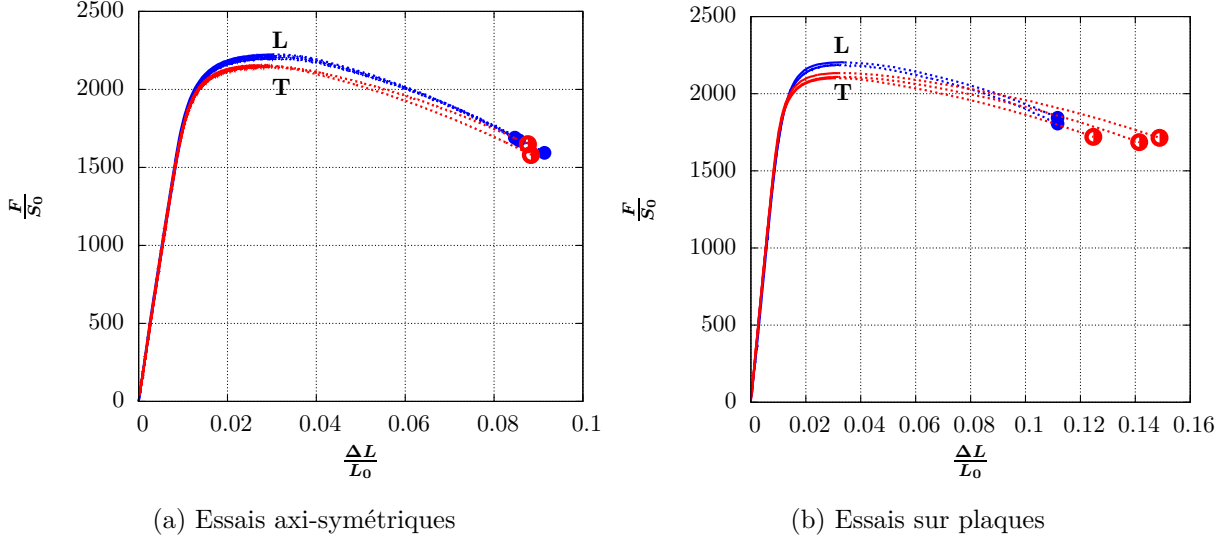 2500
2000
1500
1000
500
0
F
S0
L
T
0 0.02 0.04 0.06 0.08 0.1
ΔL
L0
(a) Essais axi-symétriques
2500
2000
1500
1000
500
0
F
S0
L
T
0 0.02 0.04 0.06 0.08 0.1 0.12 0.14 0.16
ΔL
L0
(b) Essais sur plaques